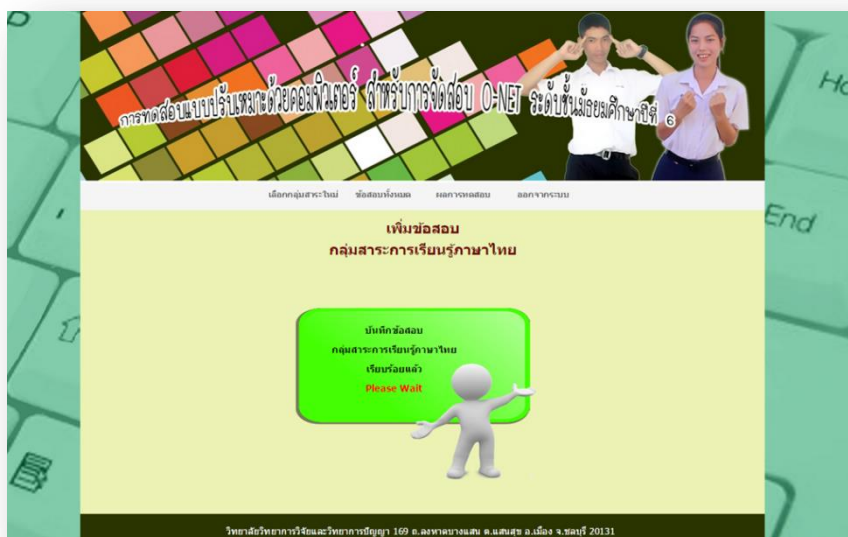 การทดสอบแบบปรับเหมาะด้วยคอมพิวเตอร์ สำหรับการจัดสอบ O-NET ระดับชั้นมัธยมศึกษาปีที่ 6
เลือกกลุ่มสาระใหม่ ข้อสอบทั้งหมด ผลการทดสอบ ออกจากระบบ
เพิ่มข้อสอบ
กลุ่มสาระการเรียนรู้ภาษาไทย
บันทึกข้อสอบ
กลุ่มสาระการเรียนรู้ภาษาไทย
เรียบร้อยแล้ว
Please Wait
End
วิทยาลัยวิทยาการวิจัยและวิทยาการปัญญา 169 ถ.ลงหาดบางแสน ต.แสนสุข อ.เมือง จ.ชลบุรี 20131